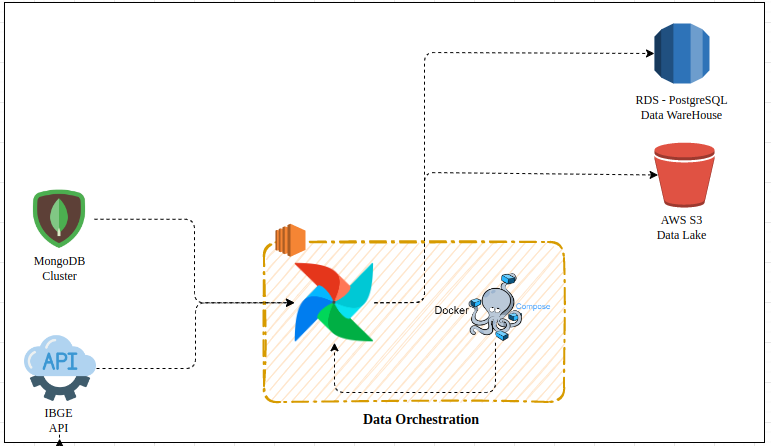 RDS - PostgreSQL
Data WareHouse
AWS S3
Data Lake
MongoDB
Cluster
Docker
Compose
API
IBGE
API
Data Orchestration